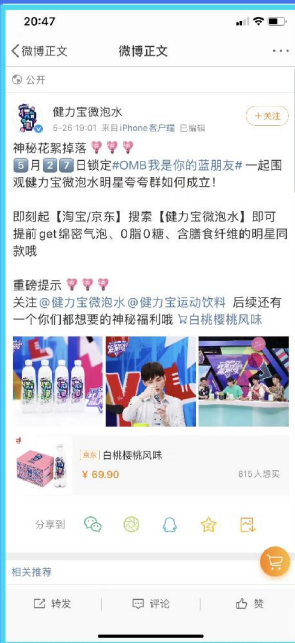 20:47
微博正文
微博正文
公开
健力宝微泡水
+关注
5-26 19:01 来自iPhone客户端 已编辑
神秘花絮掉落
5月27日锁定#OMB我是你的蓝朋友# 一起围
观健力宝微泡水明星夸夸群如何成立！
即刻起【淘宝/京东】搜索【健力宝微泡水】即可
提前get绵密气泡、0脂0糖、含膳食纤维的明星同
款哦
重磅提示
关注@健力宝微泡水@健力宝运动饮料 后续还有
一个你们都想要的神秘福利哦 白桃樱桃风味
京东 白桃樱桃风味
¥ 69.90
815人想买
分享到
相关推荐
转发
评论
赞